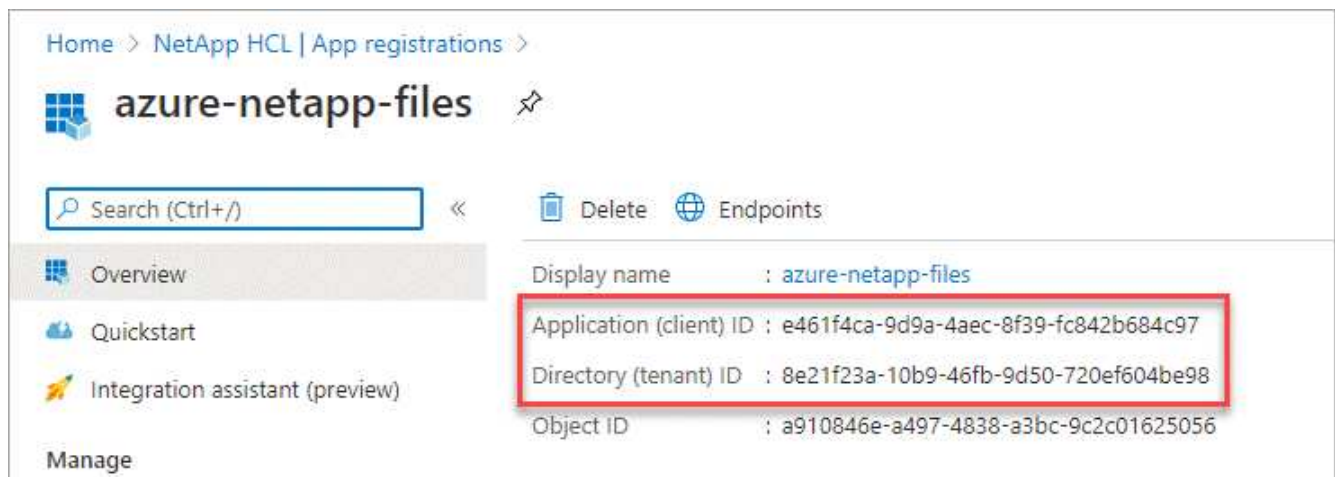 Home > NetApp HCL | App registrations >
azure-netapp-files
Search (Ctrl+/)
«
Delete
Endpoints
Overview
Quickstart
Integration assistant (preview)
Manage
Display name : azure-netapp-files
Application (client) ID : e461f4ca-9d9a-4aec-8f39-fc842b684c97
Directory (tenant) ID : 8e21f23a-10b9-46fb-9d50-720ef604be98
Object ID : a910846e-a497-4838-a3bc-9c2c01625056